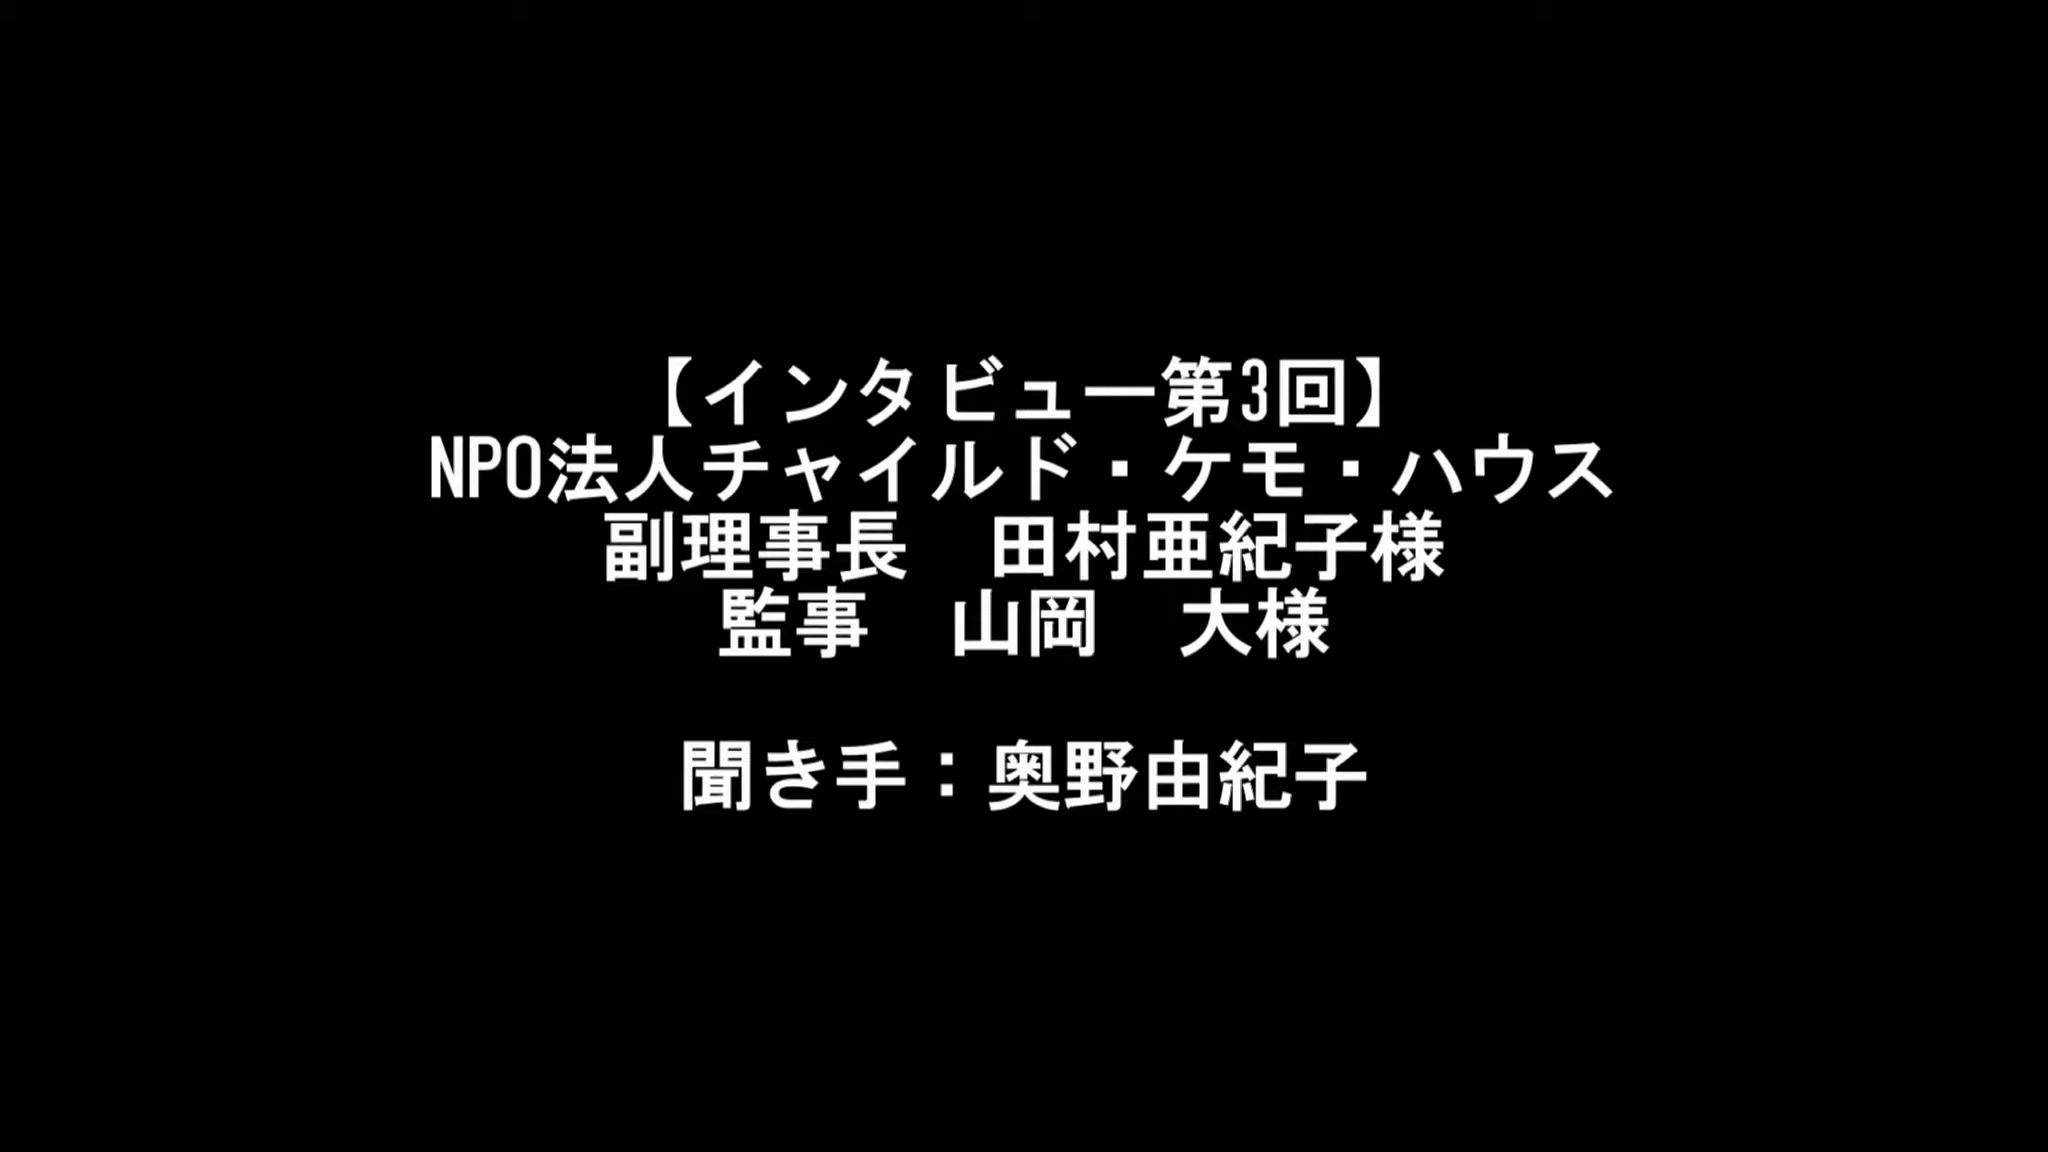 【インタビュー第3回】
NPO法人チャイルド・ケモ・ハウス
副理事長　田村亜紀子様
監事　山岡　大様
聞き手：奥野由紀子